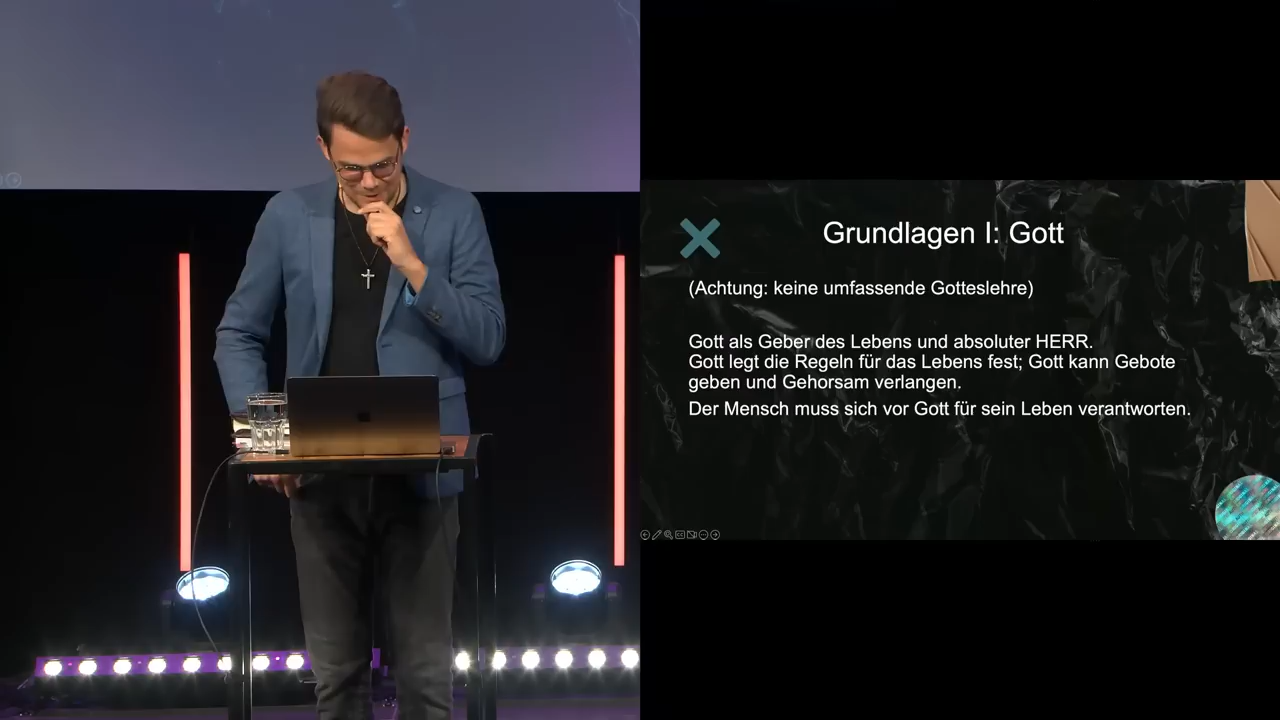 Grundlagen I: Gott
(Achtung: keine umfassende Gotteslehre)
Gott als Geber des Lebens und absoluter HERR.
Gott legt die Regeln für das Lebens fest; Gott kann Gebote
geben und Gehorsam verlangen.
Der Mensch muss sich vor Gott für sein Leben verantworten.